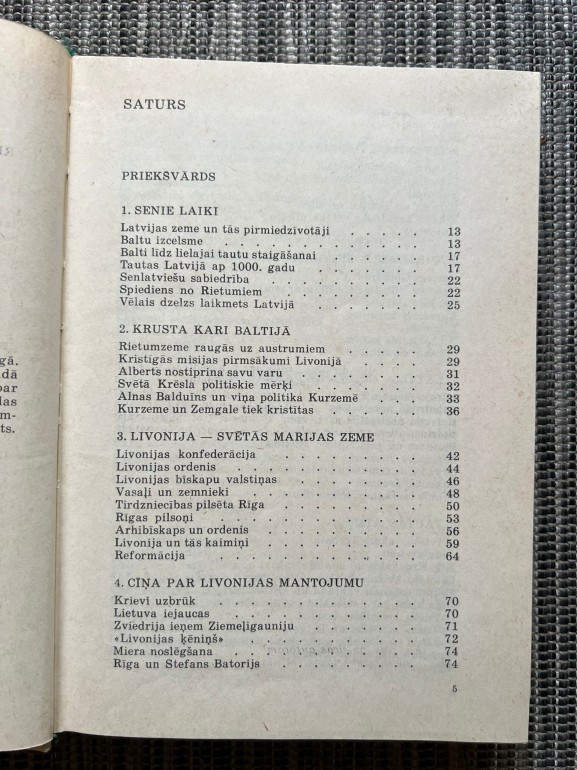 gā.
dā
par
las
m-
ts.
SATURS
PRIEKŠVĀRDS
1. SENIE LAIKI
Latvijas zeme un tās pirmiedzīvotāji . . . . . 13
Baltu izcelsme . . . . . . . . . . . . 13
Balti līdz lielajai tautu staigāšanai . . . . . 17
Tautas Latvijā ap 1000. gadu . . . . . . 17
Senlatviešu sabiedrība . . . . . . . . 22
Spiediens no Rietumiem . . . . . . . . 22
Vēlais dzelzs laikmets Latvijā . . . . . . 25
2. KRUSTA KARI BALTIJĀ
Rietumzeme raugās uz austrumiem . . . . . 29
Kristīgās misijas pirmsākumi Livonijā . . . . 29
Alberts nostiprina savu varu . . . . . . . 31
Svētā Krēsla politiskie mērķi . . . . . . . 32
Alnas Balduīns un viņa politika Kurzemē . . . 33
Kurzeme un Zemgale tiek kristītas . . . . . 36
3. LIVONIJA — SVĒTĀS MARIJAS ZEME
Livonijas konfederācija . . . . . . . . 42
Livonijas ordenis . . . . . . . . . . 44
Livonijas bīskapu valstiņas . . . . . . . 46
Vasaļi un zemnieki . . . . . . . . . . 48
Tirdzniecības pilsēta Rīga . . . . . . . . 50
Rīgas pilsoņi . . . . . . . . . . . . 53
Arhibīskaps un ordenis . . . . . . . . . 56
Livonija un tās kaimiņi . . . . . . . . . 59
Reformācija . . . . . . . . . . . . 64
4. CĪŅA PAR LIVONIJAS MANTOJUMU
Krievi uzbrūk . . . . . . . . . . . . 70
Lietuva iejaucas . . . . . . . . . . . 70
Zviedrija ieņem Ziemeļigauniju . . . . . . 71
«Livonijas ķēniņš» . . . . . . . . . . 72
Miera noslēgšana . . . . . . . . . . . 74
Rīga un Stefans Batorijs . . . . . . . . 74
5